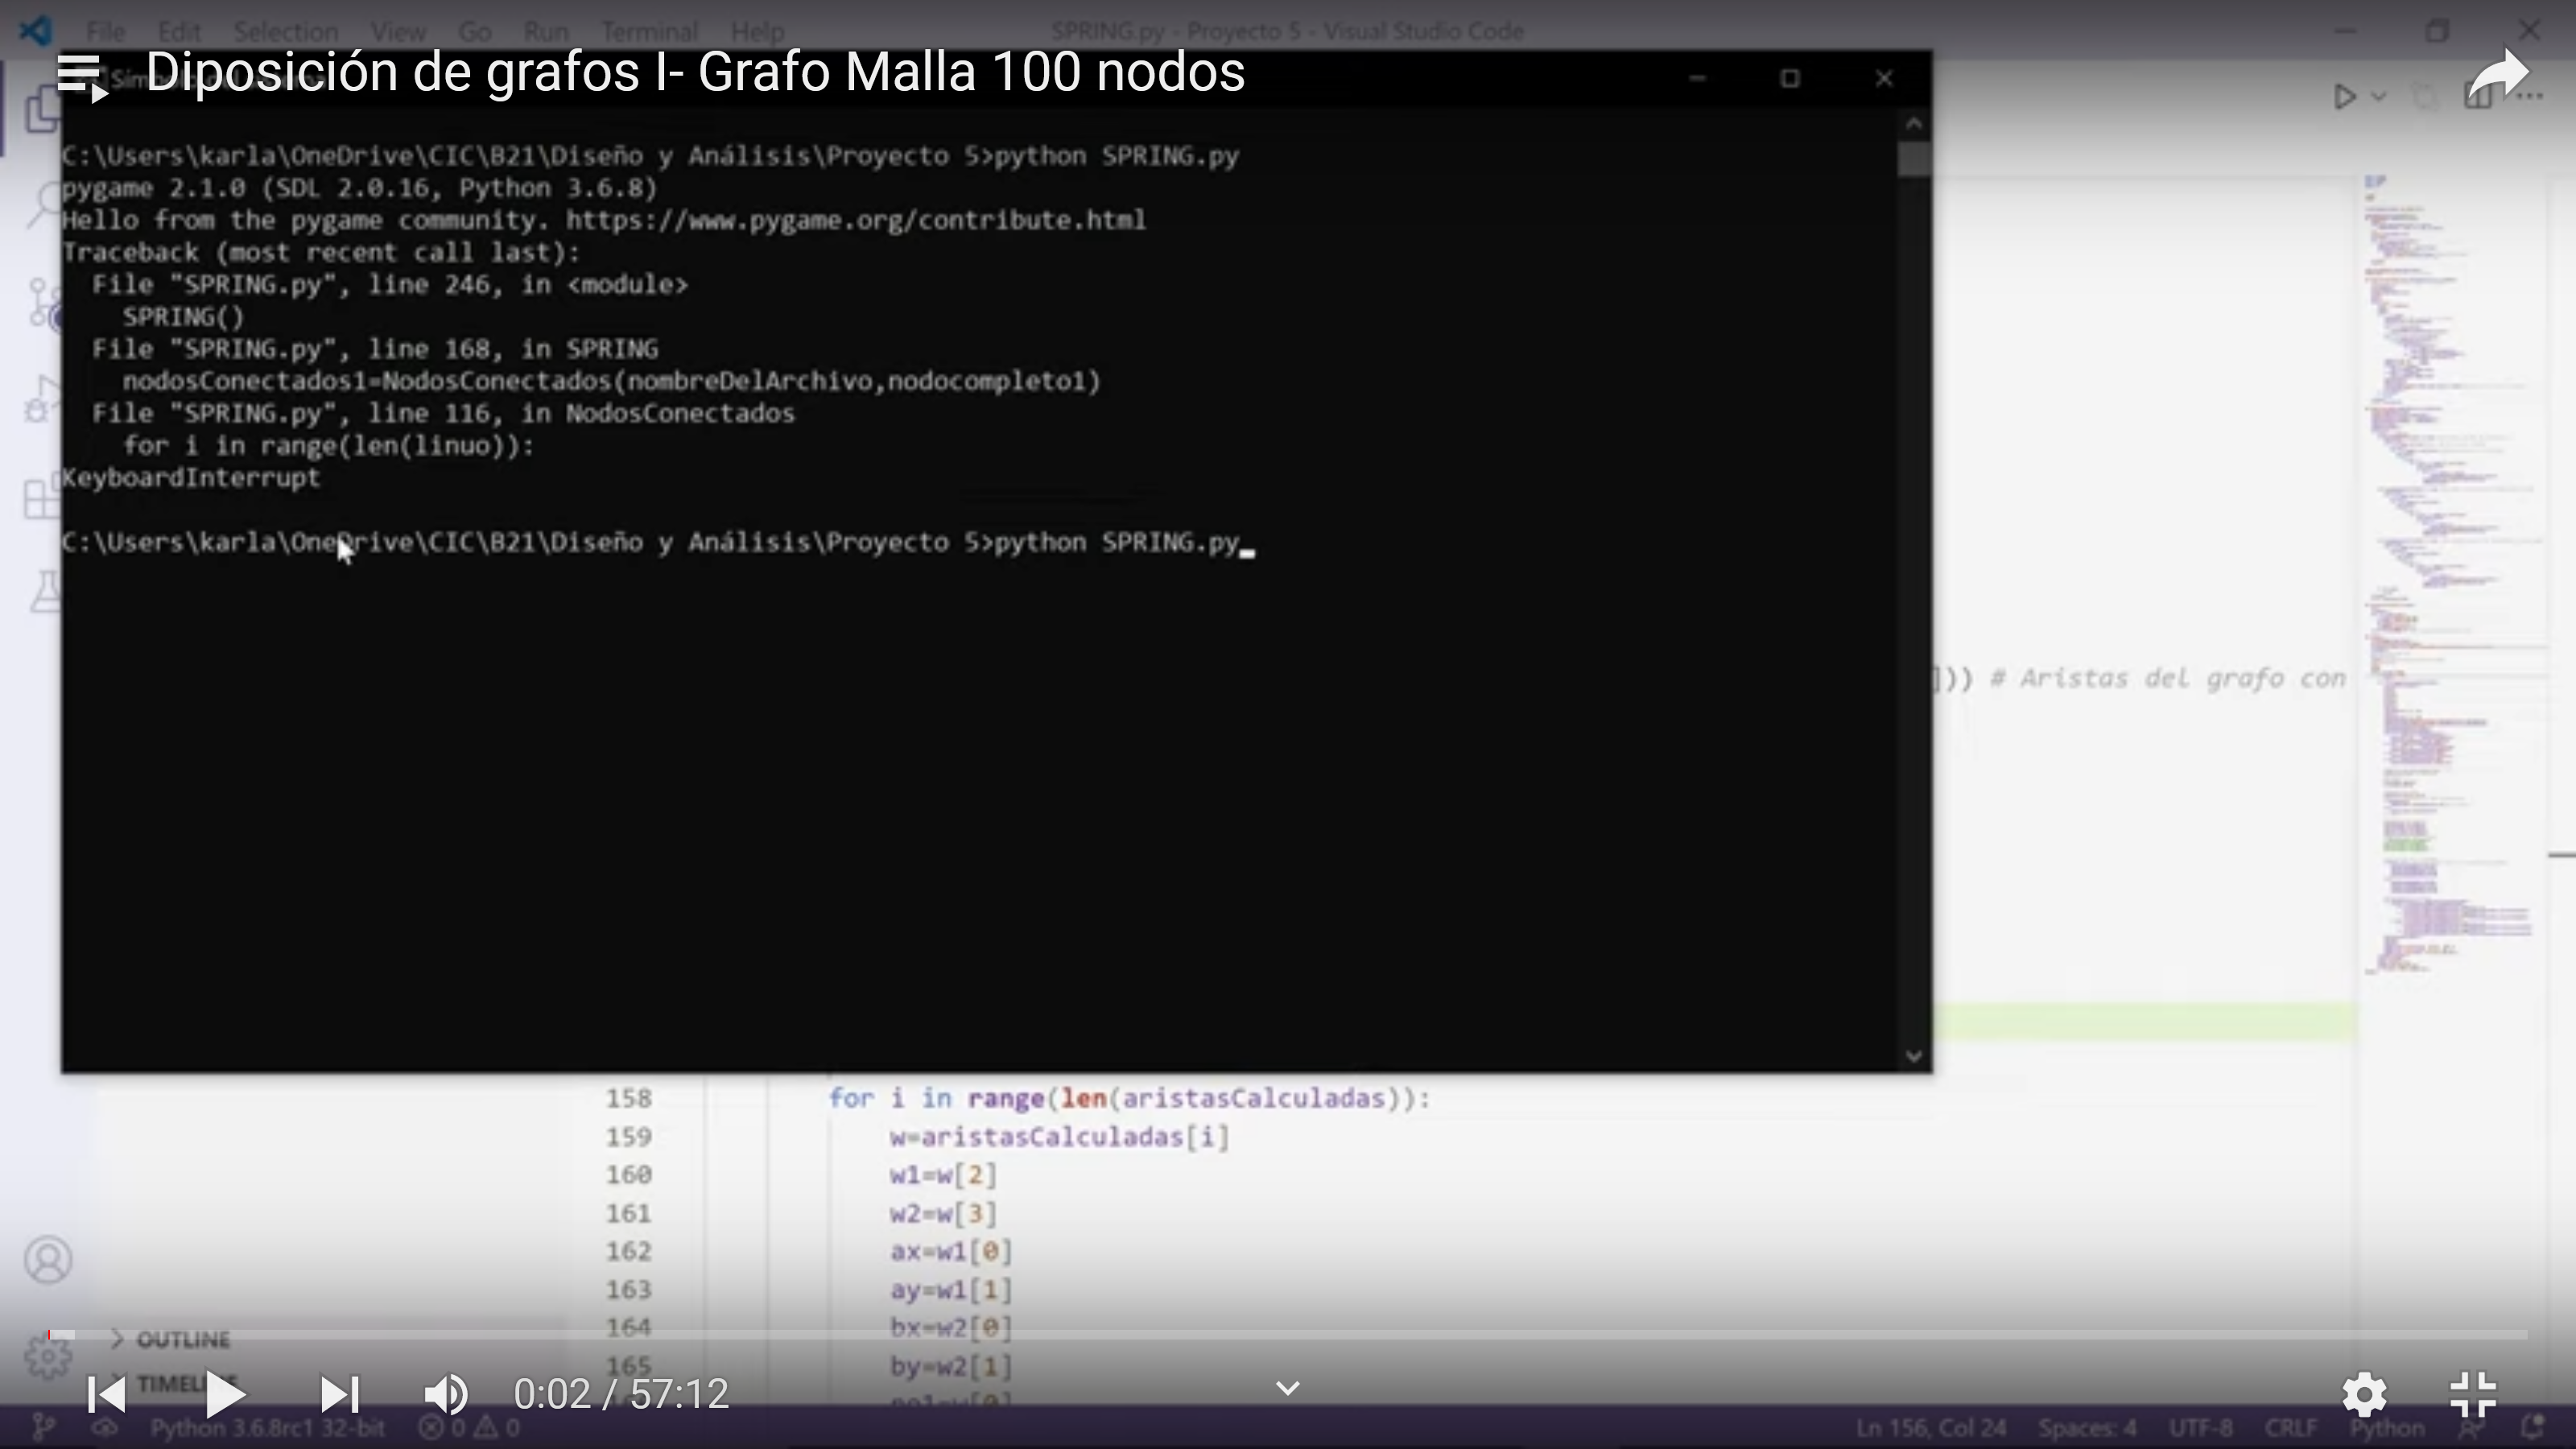 File Edit Selection View Go Run Terminal Help SPRING.py - Proyecto 5 - Visual Studio Code
Diposición de grafos I- Grafo Malla 100 nodos
C:\Users\karla\OneDrive\CIC\B21\Diseño y Análisis\Proyecto 5>python SPRING.py
pygame 2.1.0 (SDL 2.0.16, Python 3.6.8)
Hello from the pygame community. https://www.pygame.org/contribute.html
Traceback (most recent call last):
File "SPRING.py", line 246, in <module>
SPRING()
File "SPRING.py", line 168, in SPRING
nodosConectados1=NodosConectados(nombreDelArchivo,nodocompleto1)
File "SPRING.py", line 116, in NodosConectados
for i in range(len(linuo)):
KeyboardInterrupt
C:\Users\karla\OneDrive\CIC\B21\Diseño y Análisis\Proyecto 5>python SPRING.py
])) # Aristas del grafo con
158 for i in range(len(aristasCalculadas)):
159 w=aristasCalculadas[i]
160 w1=w[2]
161 w2=w[3]
162 ax=w1[0]
163 ay=w1[1]
164 bx=w2[0]
165 by=w2[1]
OUTLINE
TIMELINE
0:02 / 57:12
Python 3.6.8rc1 32-bit 0 0 Ln 156, Col 24 Spaces: 4 UTF-8 CRLF Python